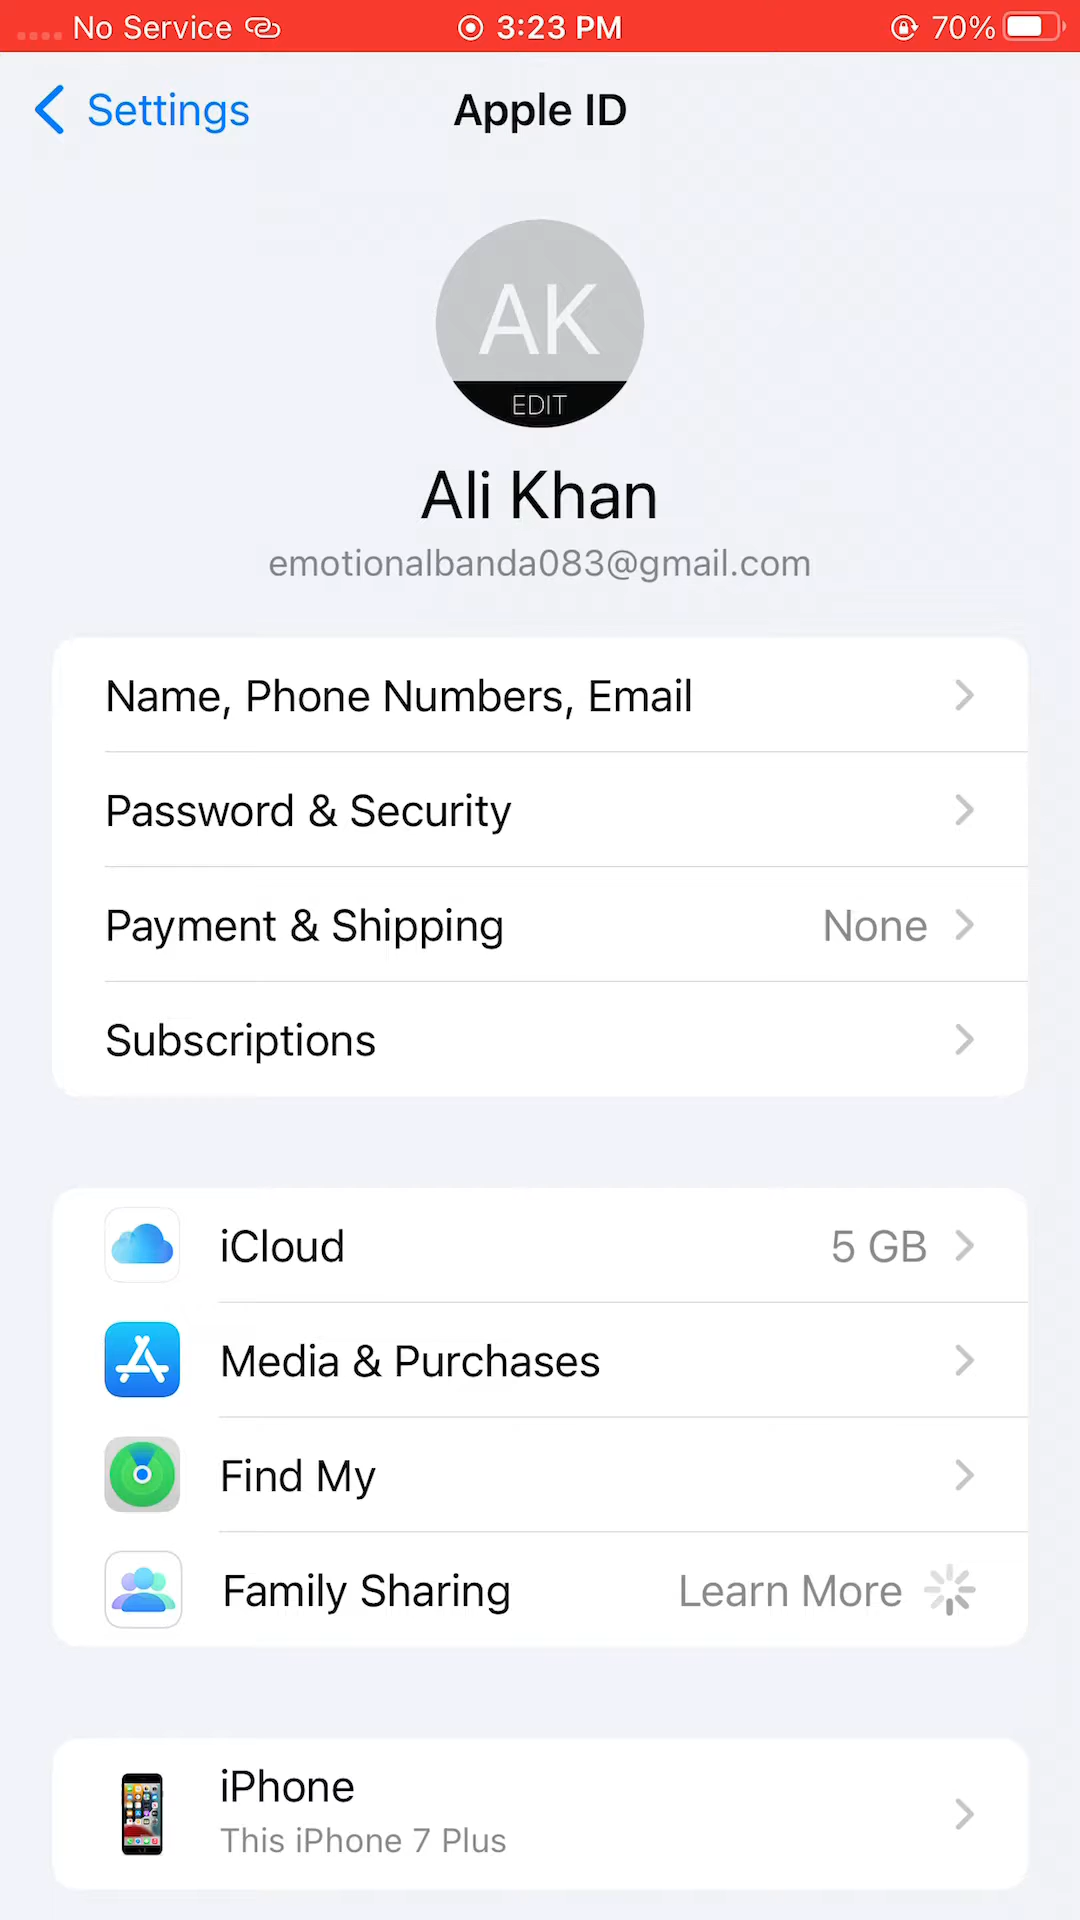 No Service 3:23 PM 70%
Settings Apple ID
AK
EDIT
Ali Khan
emotionalbanda083@gmail.com
Name, Phone Numbers, Email
Password & Security
Payment & Shipping None
Subscriptions
iCloud 5 GB
Media & Purchases
Find My
Family Sharing Learn More
iPhone
This iPhone 7 Plus